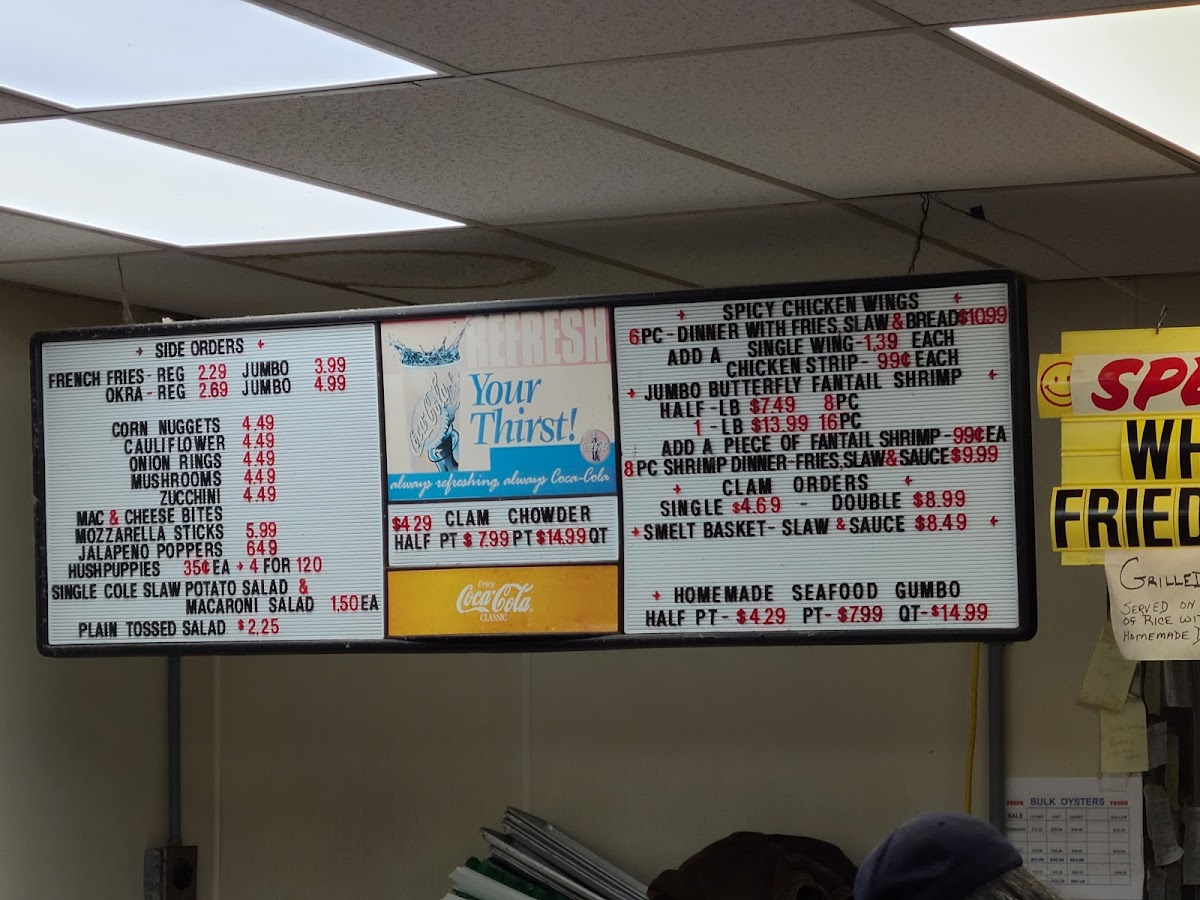 SIDE ORDERS
FRENCH FRIES - REG 2.29 JUMBO 3.99
OKRA - REG 2.69 JUMBO 4.99
CORN NUGGETS 4.49
CAULIFLOWER 4.49
ONION RINGS 4.49
MUSHROOMS 4.49
ZUCCHINI 4.49
MAC & CHEESE BITES
MOZZARELLA STICKS 5.99
JALAPENO POPPERS 6.49
HUSHPUPPIES 35¢ EA + 4 FOR 1.20
SINGLE COLE SLAW POTATO SALAD &
MACARONI SALAD 1.50 EA
PLAIN TOSSED SALAD $2.25
REFRESH
Your
Thirst!
always refreshing, always Coca-Cola
$4.29 CLAM CHOWDER
HALF PT $7.99 PT $14.99 QT
Enjoy
Coca-Cola
CLASSIC
SPICY CHICKEN WINGS
6PC - DINNER WITH FRIES, SLAW & BREAD $10.99
ADD A SINGLE WING - 1.39 EACH
CHICKEN STRIP - 99¢ EACH
JUMBO BUTTERFLY FANTAIL SHRIMP
HALF - LB $7.49 8PC
1 - LB $13.99 16PC
ADD A PIECE OF FANTAIL SHRIMP - 99¢ EA
8PC SHRIMP DINNER - FRIES, SLAW & SAUCE $9.99
CLAM ORDERS
SINGLE $4.69 - DOUBLE $8.99
SMELT BASKET - SLAW & SAUCE $8.49
HOMEMADE SEAFOOD GUMBO
HALF PT - $4.29 PT - $7.99 QT - $14.99
SPE
WH
FRIED
GRILLED
SERVED ON
OF RICE WI
HOMEMADE
FRIED BULK OYSTERS FRIED
SALE